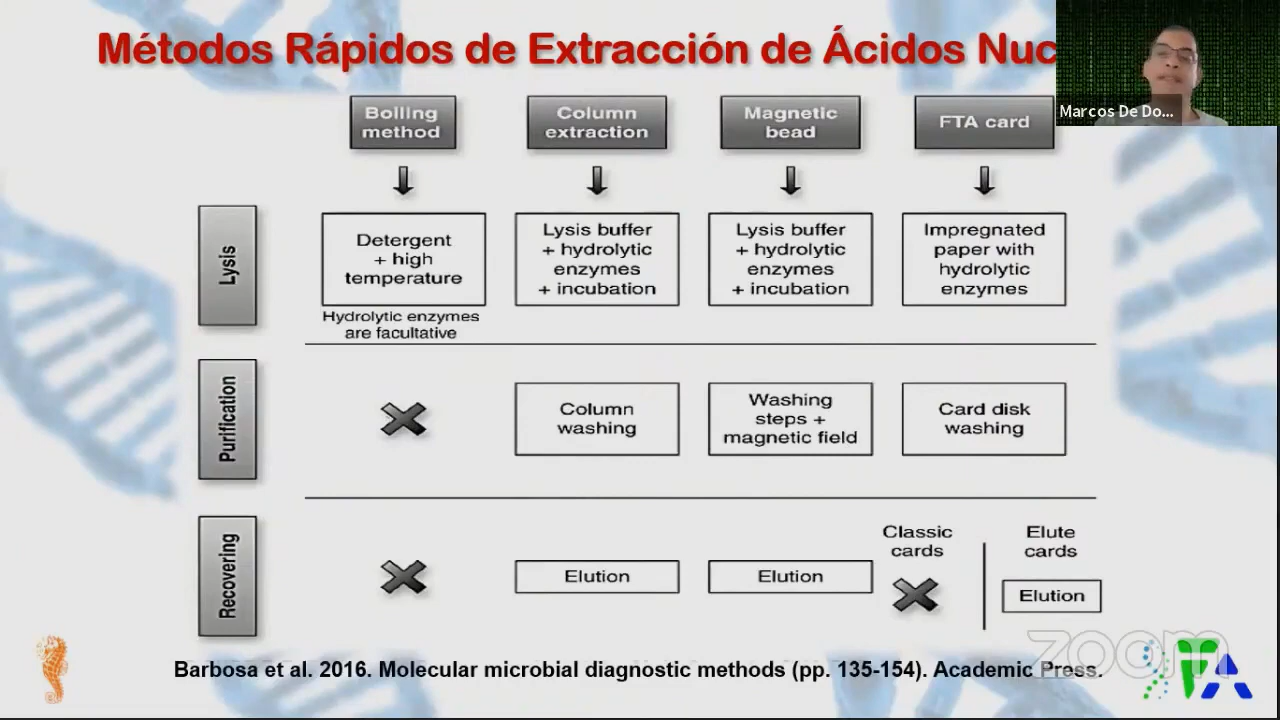 Métodos Rápidos de Extracción de Ácidos Nuc
Marcos De Do...
Boiling
method
Column
extraction
Magnetic
bead
FTA card
Lysis
Detergent
+ high
temperature
Hydrolytic enzymes
are facultative
Lysis buffer
+ hydrolytic
enzymes
+ incubation
Lysis buffer
+ hydrolytic
enzymes
+ incubation
Impregnated
paper with
hydrolytic
enzymes
Purification
Column
washing
Washing
steps +
magnetic field
Card disk
washing
Recovering
Elution
Elution
Classic
cards
Elute
cards
Elution
zoom
Barbosa et al. 2016. Molecular microbial diagnostic methods (pp. 135-154). Academic Press.
TA